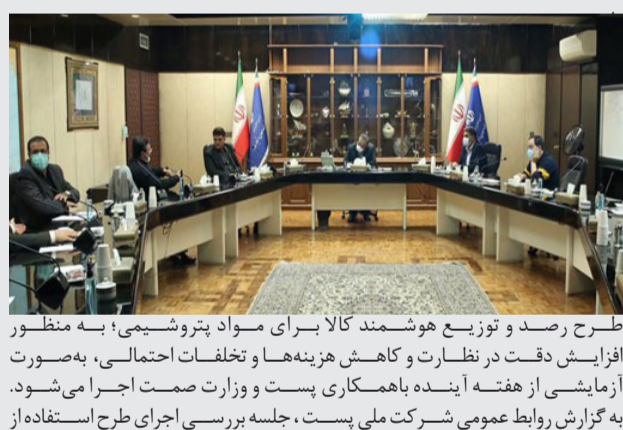 طرح رصد و توزیع هوشمند کالا برای مواد پتروشیمی؛ به منظور
افزایش دقت در نظارت و کاهش هزینه‌ها و تخلفات احتمالی، به‌صورت
آزمایشی از هفته آینده باهمکاری پست و وزارت صمت اجرا می‌شود.
به گزارش روابط عمومی شرکت ملی پست، جلسه بررسی اجرای طرح استفاده از